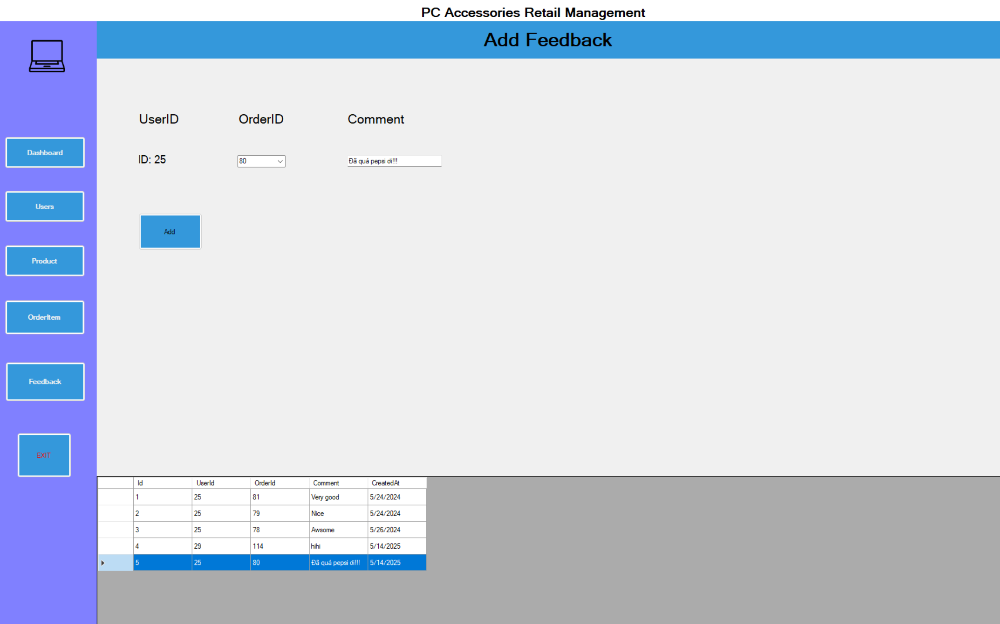 PC Accessories Retail Management
Add Feedback
UserID OrderID Comment
ID: 25 80 Đã quá pepsi ơi!!!
Add
Dashboard
Users
Product
OrderItem
Feedback
EXIT
Id UserId OrderId Comment CreatedAt
1 25 81 Very good 5/24/2024
2 25 79 Nice 5/24/2024
3 25 78 Awsome 5/26/2024
4 29 114 hihi 5/14/2025
5 25 80 Đã quá pepsi ơi!!! 5/14/2025